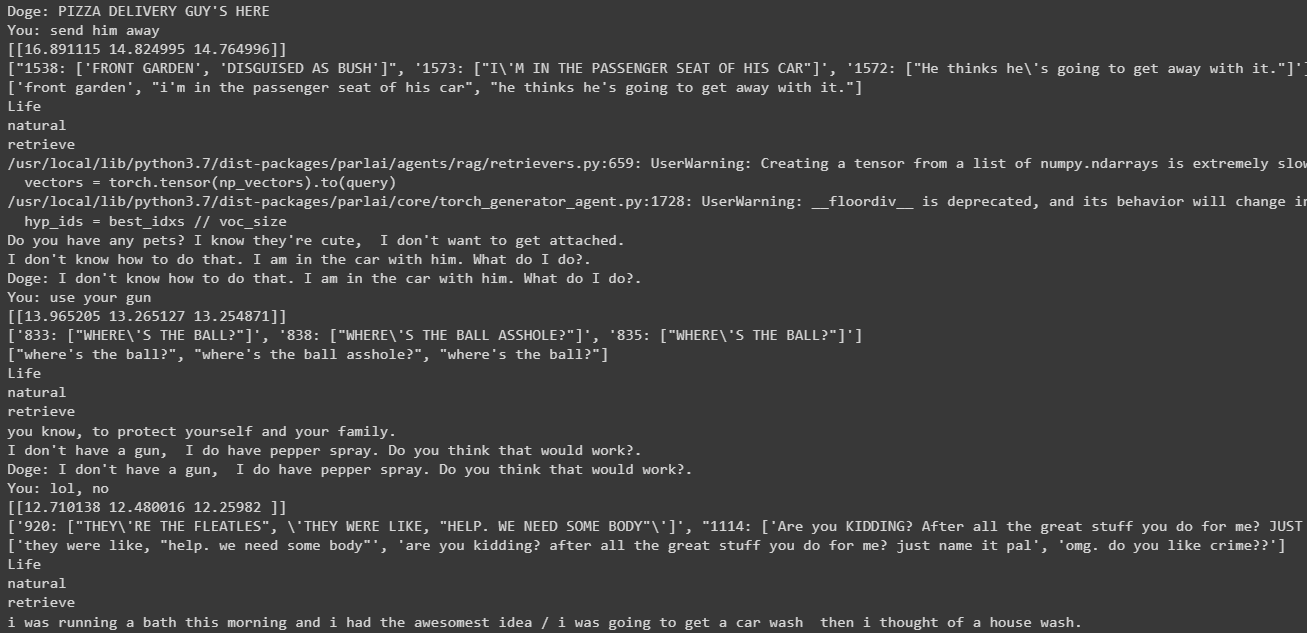 Doge: PIZZA DELIVERY GUY'S HERE
You: send him away
[[16.891115 14.824995 14.764996]]
["1538: ['FRONT GARDEN', 'DISGUISED AS BUSH']", '1573: ["I\'M IN THE PASSENGER SEAT OF HIS CAR"]', '1572: ["He thinks he\'s going to get away with it."]']
['front garden', "i'm in the passenger seat of his car", "he thinks he's going to get away with it."]
Life
natural
retrieve
/usr/local/lib/python3.7/dist-packages/parlai/agents/rag/retrievers.py:659: UserWarning: Creating a tensor from a list of numpy.ndarrays is extremely slow
  vectors = torch.tensor(np_vectors).to(query)
/usr/local/lib/python3.7/dist-packages/parlai/core/torch_generator_agent.py:1728: UserWarning: __floordiv__ is deprecated, and its behavior will change in
  hyp_ids = best_idxs // voc_size
Do you have any pets? I know they're cute,  I don't want to get attached.
I don't know how to do that. I am in the car with him. What do I do?.
Doge: I don't know how to do that. I am in the car with him. What do I do?.
You: use your gun
[[13.965205 13.265127 13.254871]]
['833: ["WHERE\'S THE BALL?"]', '838: ["WHERE\'S THE BALL ASSHOLE?"]', '835: ["WHERE\'S THE BALL?"]']
["where's the ball?", "where's the ball asshole?", "where's the ball?"]
Life
natural
retrieve
you know, to protect yourself and your family.
I don't have a gun,  I do have pepper spray. Do you think that would work?.
Doge: I don't have a gun,  I do have pepper spray. Do you think that would work?.
You: lol, no
[[12.710138 12.480016 12.25982 ]]
['920: ["THEY\'RE THE FLEATLES", \'THEY WERE LIKE, "HELP. WE NEED SOME BODY"\']', "1114: ['Are you KIDDING? After all the great stuff you do for me? JUST
['they were like, "help. we need some body"', 'are you kidding? after all the great stuff you do for me? just name it pal', 'omg. do you like crime??']
Life
natural
retrieve
i was running a bath this morning and i had the awesomest idea / i was going to get a car wash  then i thought of a house wash.